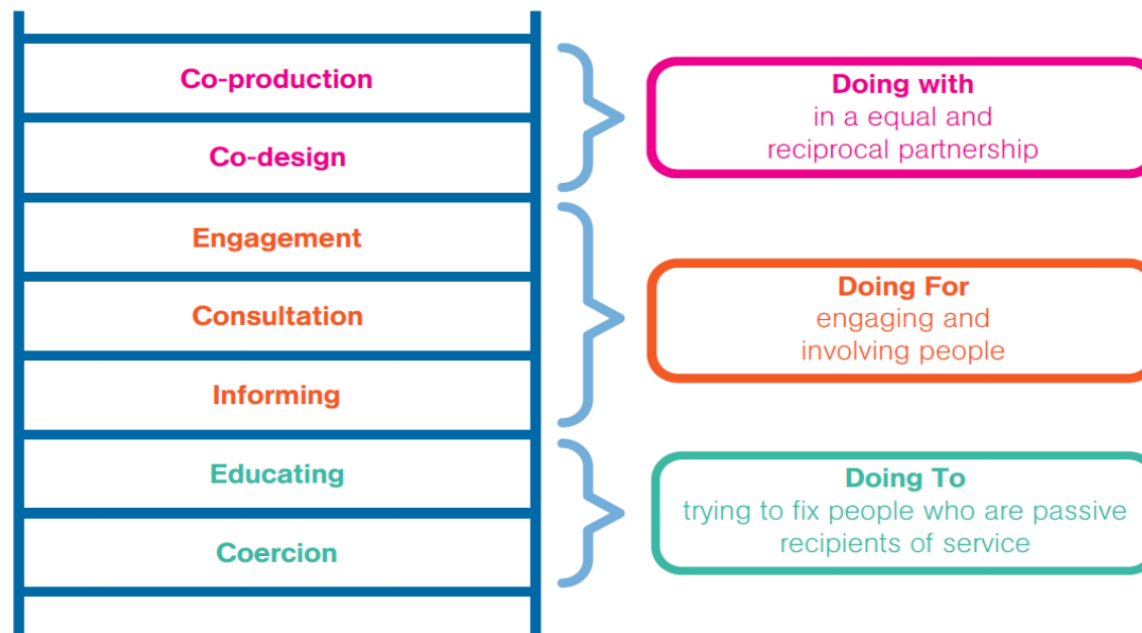 Co-production
Co-design
Engagement
Consultation
Informing
Educating
Coercion
Doing with
in a equal and
reciprocal partnership
Doing For
engaging and
involving people
Doing To
trying to fix people who are passive
recipients of service